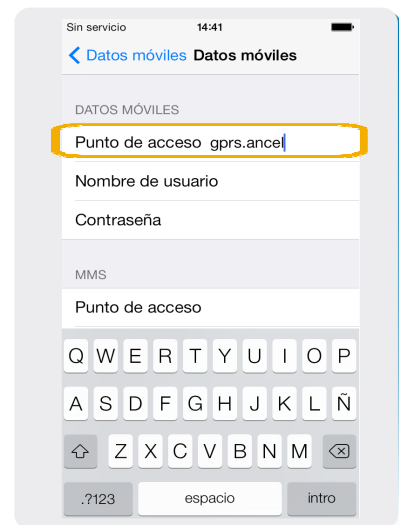 Sin servicio 14:41
Datos móviles Datos móviles
DATOS MÓVILES
Punto de acceso gprs.ancel
Nombre de usuario
Contraseña
MMS
Punto de acceso
Q W E R T Y U I O P
A S D F G H J K L Ñ
Z X C V B N M
.?123 espacio intro